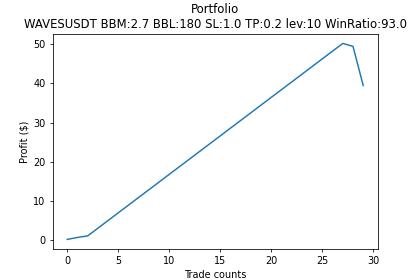 Portfolio
WAVESUSDT BBM:2.7 BBL:180 SL:1.0 TP:0.2 lev:10 WinRatio:93.0
50
40
30
20
10
0
Profit ($)
0 5 10 15 20 25 30
Trade counts